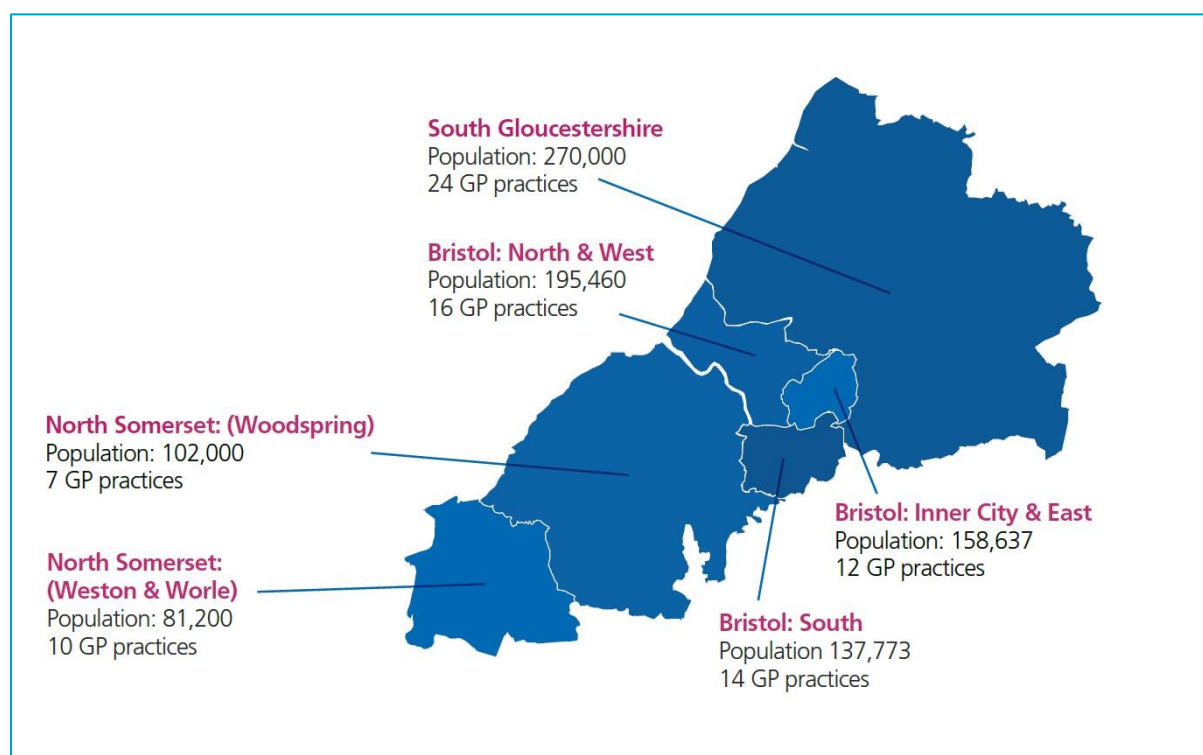 South Gloucestershire
Population: 270,000
24 GP practices
Bristol: North & West
Population: 195,460
16 GP practices
North Somerset: (Woodspring)
Population: 102,000
7 GP practices
North Somerset:
(Weston & Worle)
Population: 81,200
10 GP practices
Bristol: Inner City & East
Population: 158,637
12 GP practices
Bristol: South
Population 137,773
14 GP practices